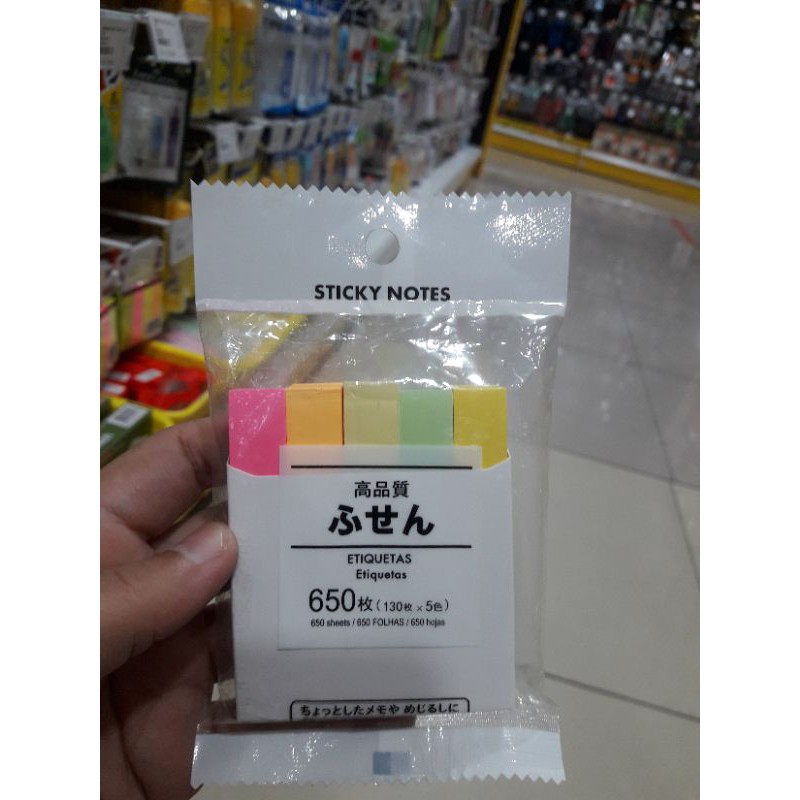 STICKY NOTES
高品質
ふせん
ETIQUETAS
Etiquetas
650枚(130枚×5色)
650 sheets / 650 FOLHAS / 650 hojas
ちょっとしたメモや めじるしに